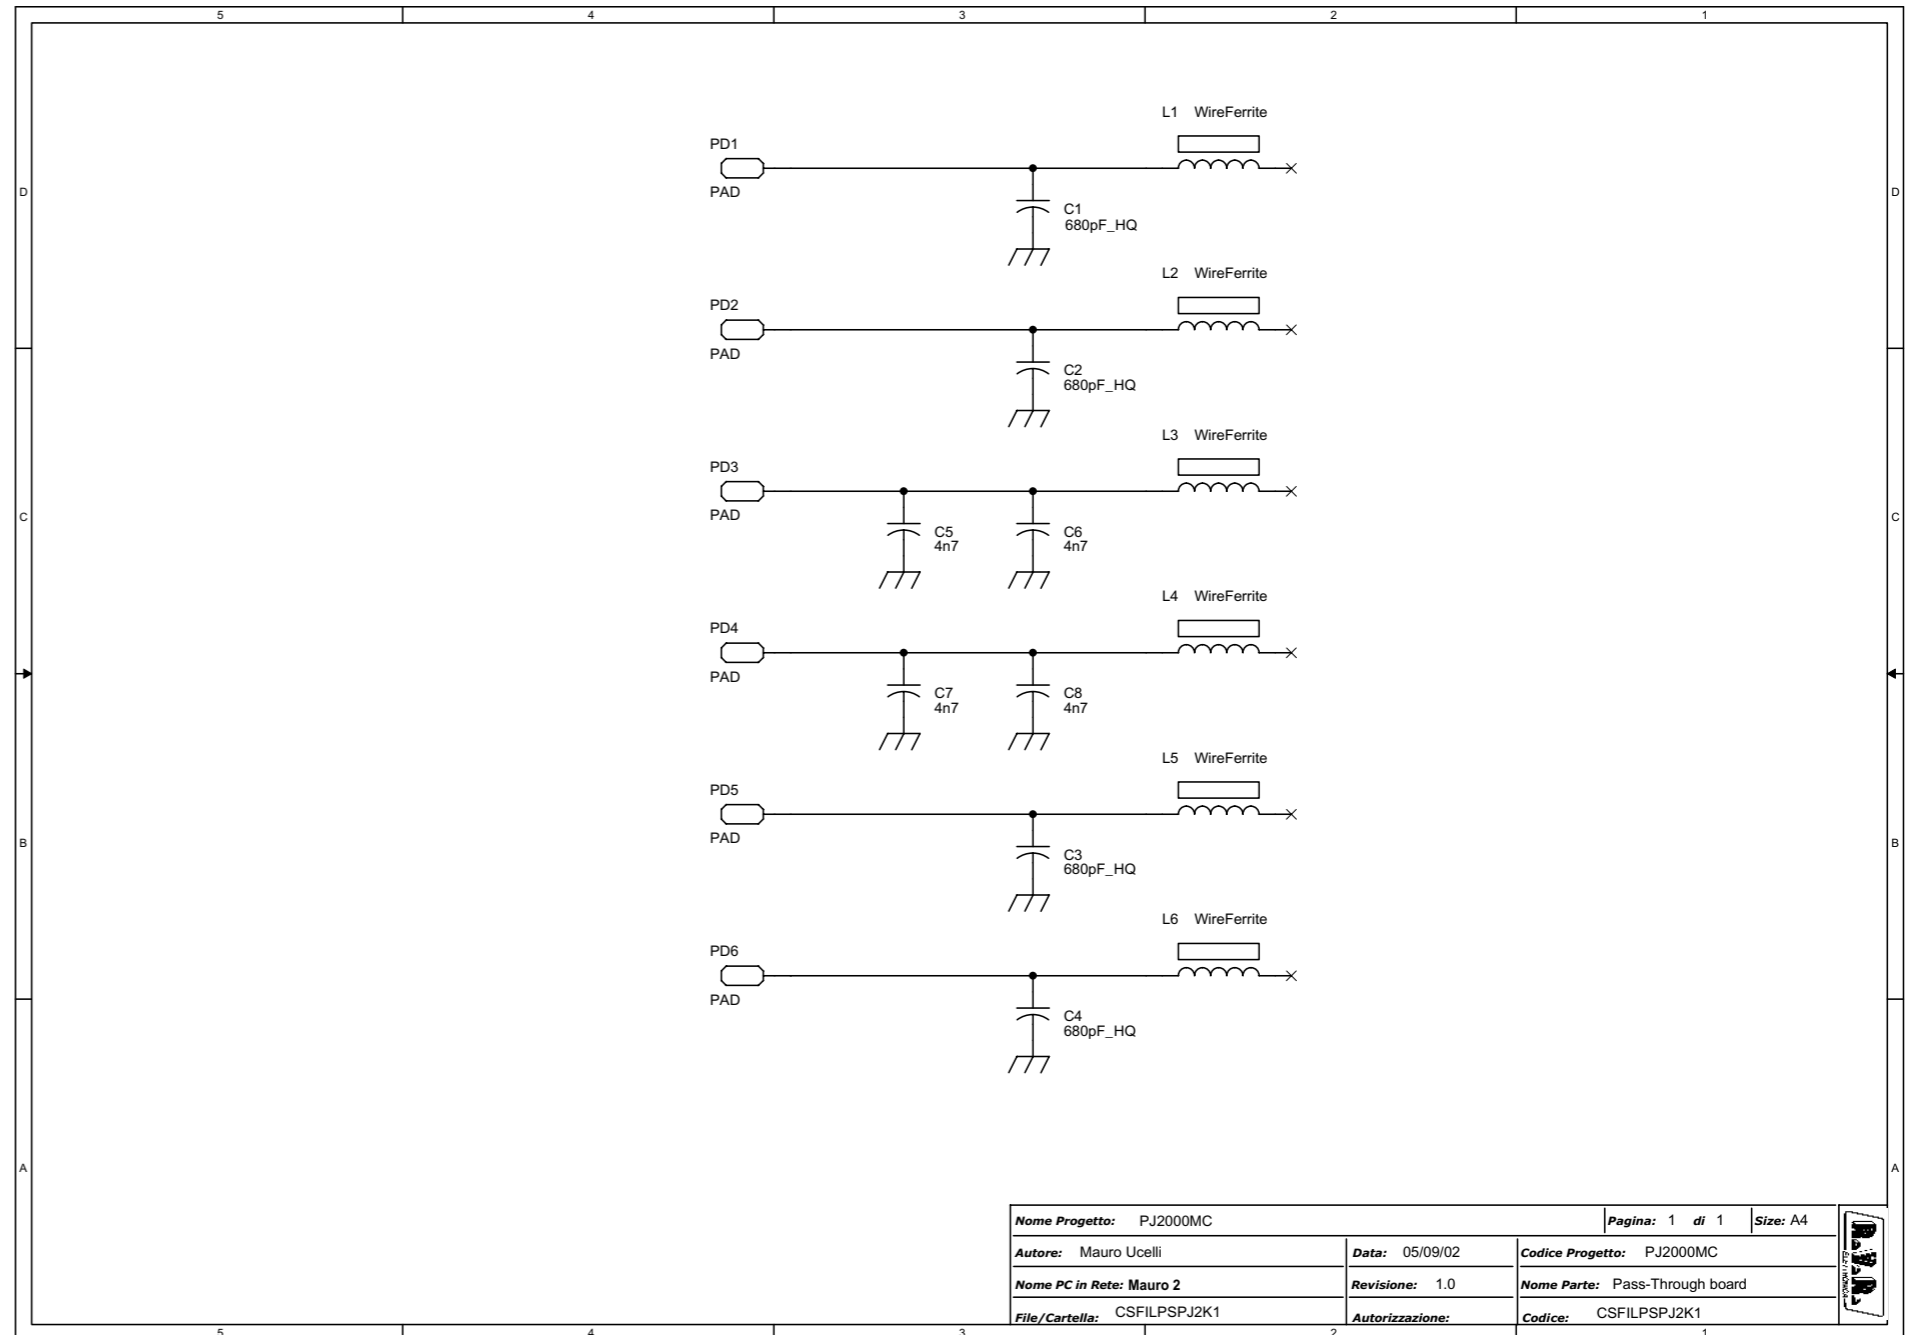 5 4 3 2 1
L1 WireFerrite
PD1
D D
PAD
C1
680pF_HQ
L2 WireFerrite
PD2
PAD
C2
680pF_HQ
L3 WireFerrite
PD3
PAD
C C
C5 C6
4n7 4n7
L4 WireFerrite
PD4
PAD
C7 C8
4n7 4n7
L5 WireFerrite
PD5
PAD
B B
C3
680pF_HQ
L6 WireFerrite
PD6
PAD
C4
680pF_HQ
A A
Nome Progetto: PJ2000MC Pagina: 1 di 1 Size: A4
Autore: Mauro Ucelli Data: 05/09/02 Codice Progetto: PJ2000MC
Nome PC in Rete: Mauro 2 Revisione: 1.0 Nome Parte: Pass-Through board
File/Cartella: CSFILPSPJ2K1 Autorizzazione: Codice: CSFILPSPJ2K1
R.V.R.
ELETTRONICA
5 4 3 2 1